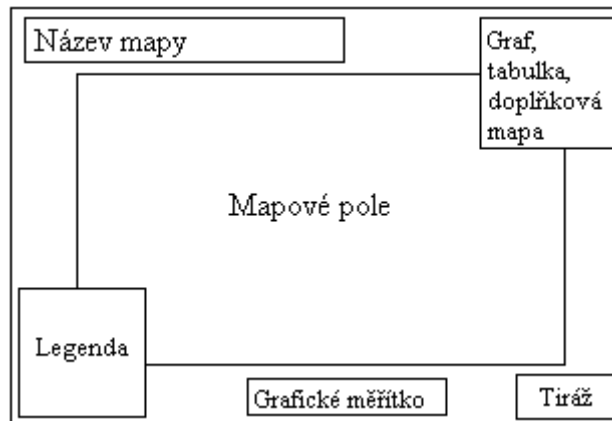 Název mapy
Graf,
tabulka,
doplňková
mapa
Mapové pole
Legenda
Grafické měřítko
Tiráž